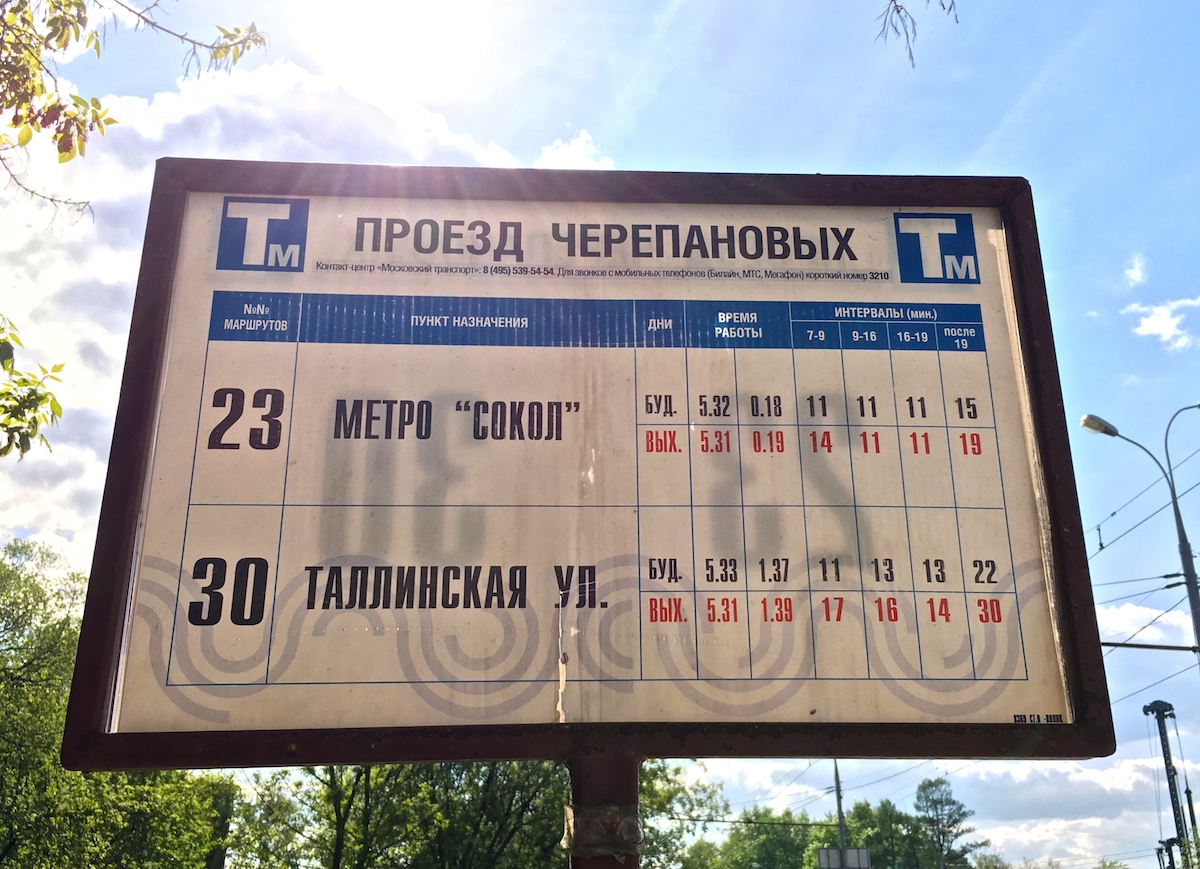 Тм ПРОЕЗД ЧЕРЕПАНОВЫХ Тм
Контакт-центр «Московский транспорт»: 8 (495) 539-54-54. Для звонков с мобильных телефонов (Билайн, МТС, Мегафон) короткий номер 3210
№№ МАРШРУТОВ ПУНКТ НАЗНАЧЕНИЯ ДНИ ВРЕМЯ РАБОТЫ ИНТЕРВАЛЫ (мин.)
7-9 9-16 16-19 после 19
23 МЕТРО "СОКОЛ" БУД. 5.32 0.18 11 11 11 15
ВЫХ. 5.31 0.19 14 11 11 19
30 ТАЛЛИНСКАЯ УЛ. БУД. 5.33 1.37 11 13 13 22
ВЫХ. 5.31 1.39 17 16 14 30